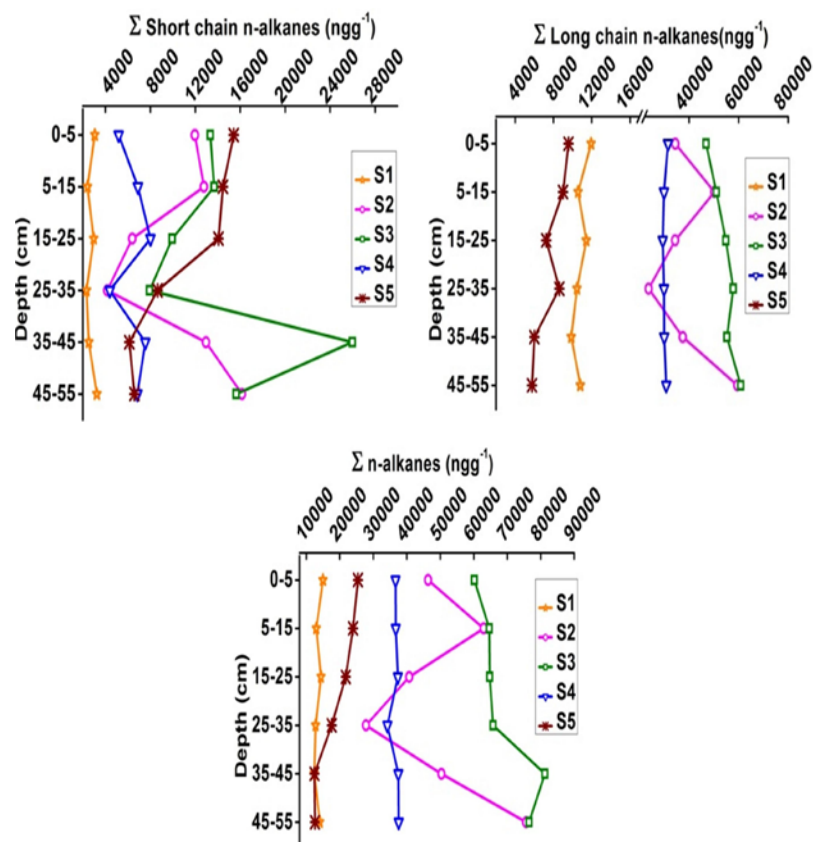 Σ Short chain n-alkanes (ngg⁻¹)
4000 8000 12000 16000 20000 24000 28000
Depth (cm)
0-5
5-15
15-25
25-35
35-45
45-55
S1
S2
S3
S4
S5
Σ Long chain n-alkanes(ngg⁻¹)
4000 8000 12000 16000 40000 60000 80000
Depth (cm)
0-5
5-15
15-25
25-35
35-45
45-55
S1
S2
S3
S4
S5
Σ n-alkanes (ngg⁻¹)
10000 20000 30000 40000 50000 60000 70000 80000 90000
Depth (cm)
0-5
5-15
15-25
25-35
35-45
45-55
S1
S2
S3
S4
S5